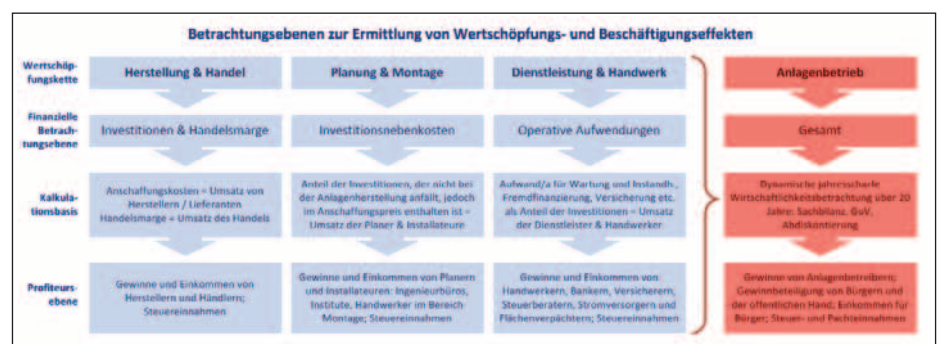 Betrachtungsebenen zur Ermittlung von Wertschöpfungs- und Beschäftigungseffekten
Wertschöp-
fungskette
Herstellung & Handel
Planung & Montage
Dienstleistung & Handwerk
Anlagenbetrieb
Finanzielle
Betrach-
tungsebene
Investitionen & Handelsmarge
Investitionsnebenkosten
Operative Aufwendungen
Gesamt
Kalkula-
tionsbasis
Anschaffungskosten = Umsatz von
Herstellern / Lieferanten
Handelsmarge = Umsatz des Handels
Anteil der Investitionen, der nicht bei
der Anlagenherstellung anfällt, jedoch
im Anschaffungspreis enthalten ist =
Umsatz der Planer & Installateure
Aufwand/a für Wartung und Instandh.,
Fremdfinanzierung, Versicherung etc.
als Anteil der Investitionen = Umsatz
der Dienstleister & Handwerker
Dynamische jahresscharfe
Wirtschaftlichkeitsbetrachtung über 20
Jahre: Sachbilanz, GuV,
Abdiskontierung
Profiteurs-
ebene
Gewinne und Einkommen von
Herstellern und Händlern;
Steuereinnahmen
Gewinne und Einkommen von Planern
und Installateuren: Ingenieurbüros,
Institute, Handwerker im Bereich
Montage; Steuereinnahmen
Gewinne und Einkommen von:
Handwerkern, Bankern, Versicherern,
Steuerberatern, Stromversorgern und
Flächenverpächtern; Steuereinnahmen
Gewinne von Anlagenbetreibern;
Gewinnbeteiligung von Bürgern und
der öffentlichen Hand; Einkommen für
Bürger; Steuer- und Pachteinnahmen